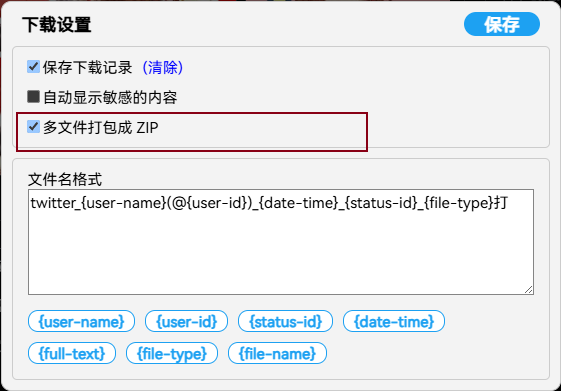 下载设置
保存
保存下载记录 (清除)
自动显示敏感的内容
多文件打包成 ZIP
文件名格式
twitter_{user-name}(@{user-id})_{date-time}_{status-id}_{file-type}打
{user-name} {user-id} {status-id} {date-time}
{full-text} {file-type} {file-name}